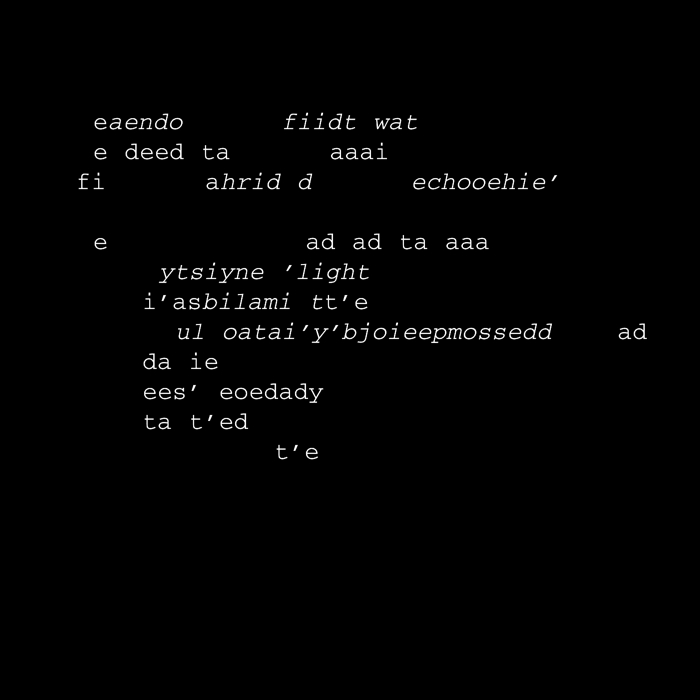 eaendo fiidt wat
e deed ta aaai
fi ahrid d echooehie’
e ad ad ta aaa
ytsiyne ’light
i’asbilami tt’e
ul oatai’y’bjoieepmossedd ad
da ie
ees’ eoedady
ta t’ed
t’e